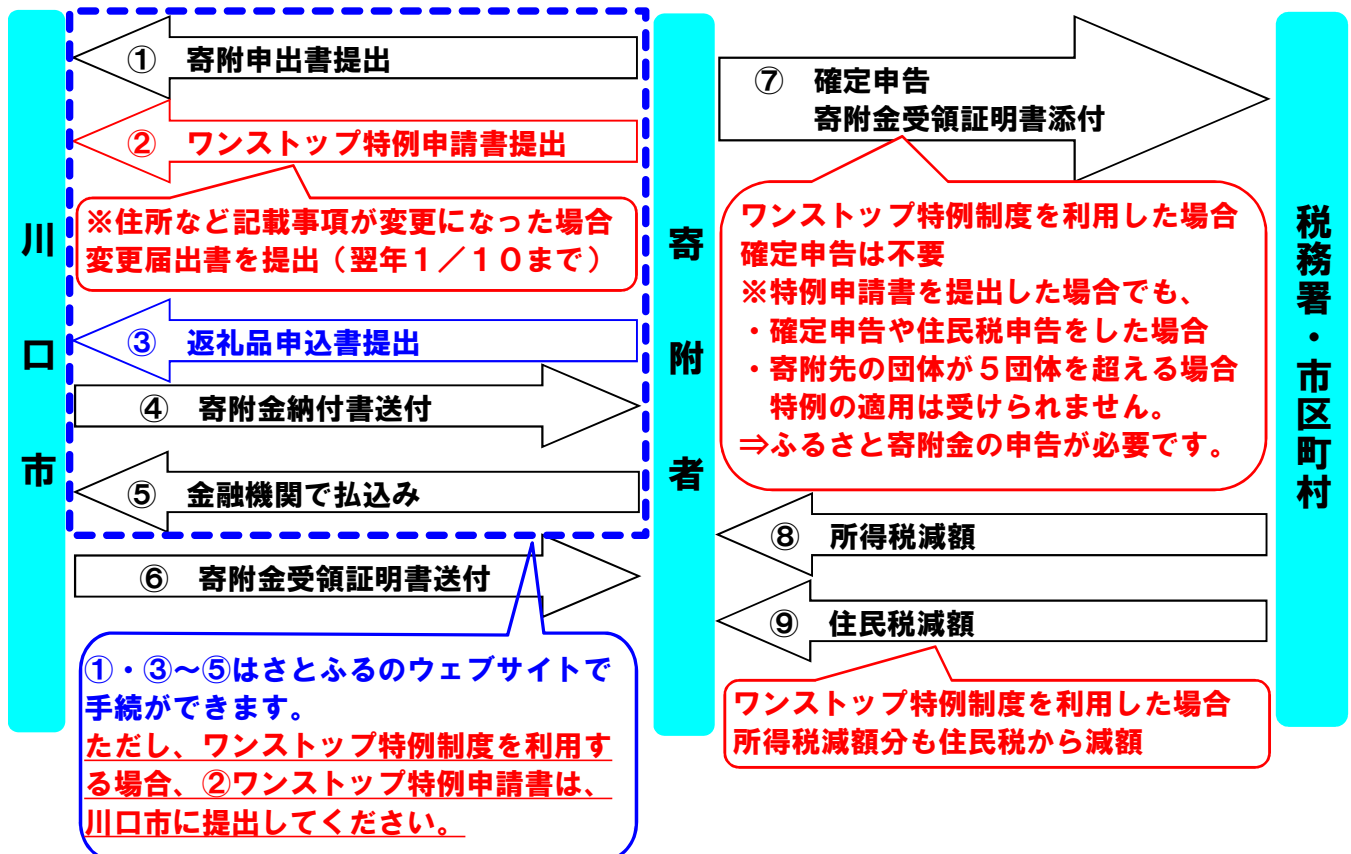 川口市
① 寄附申出書提出
② ワンストップ特例申請書提出
※住所など記載事項が変更になった場合
変更届出書を提出（翌年１／１０まで）
③ 返礼品申込書提出
④ 寄附金納付書送付
⑤ 金融機関で払込み
⑥ 寄附金受領証明書送付
①・③～⑤はさとふるのウェブサイトで
手続ができます。
ただし、ワンストップ特例制度を利用す
る場合、②ワンストップ特例申請書は、
川口市に提出してください。
寄附者
⑦ 確定申告
寄附金受領証明書添付
ワンストップ特例制度を利用した場合
確定申告は不要
※特例申請書を提出した場合でも、
・確定申告や住民税申告をした場合
・寄附先の団体が５団体を超える場合
特例の適用は受けられません。
⇒ふるさと寄附金の申告が必要です。
⑧ 所得税減額
⑨ 住民税減額
ワンストップ特例制度を利用した場合
所得税減額分も住民税から減額
税務署・市区町村